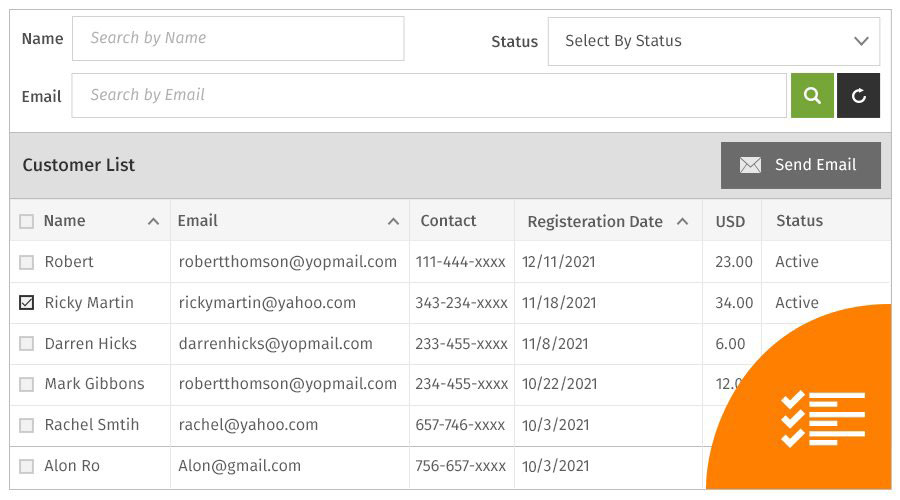 Name Search by Name Status Select By Status
Email Search by Email
Customer List Send Email
Name Email Contact Registeration Date USD Status
Robert robertthomson@yopmail.com 111-444-xxxx 12/11/2021 23.00 Active
Ricky Martin rickymartin@yahoo.com 343-234-xxxx 11/18/2021 34.00 Active
Darren Hicks darrenhicks@yopmail.com 233-455-xxxx 11/8/2021 6.00
Mark Gibbons robertthomson@yopmail.com 234-455-xxxx 10/22/2021
Rachel Smtih rachel@yahoo.com 657-746-xxxx 10/3/2021
Alon Ro Alon@gmail.com 756-657-xxxx 10/3/2021